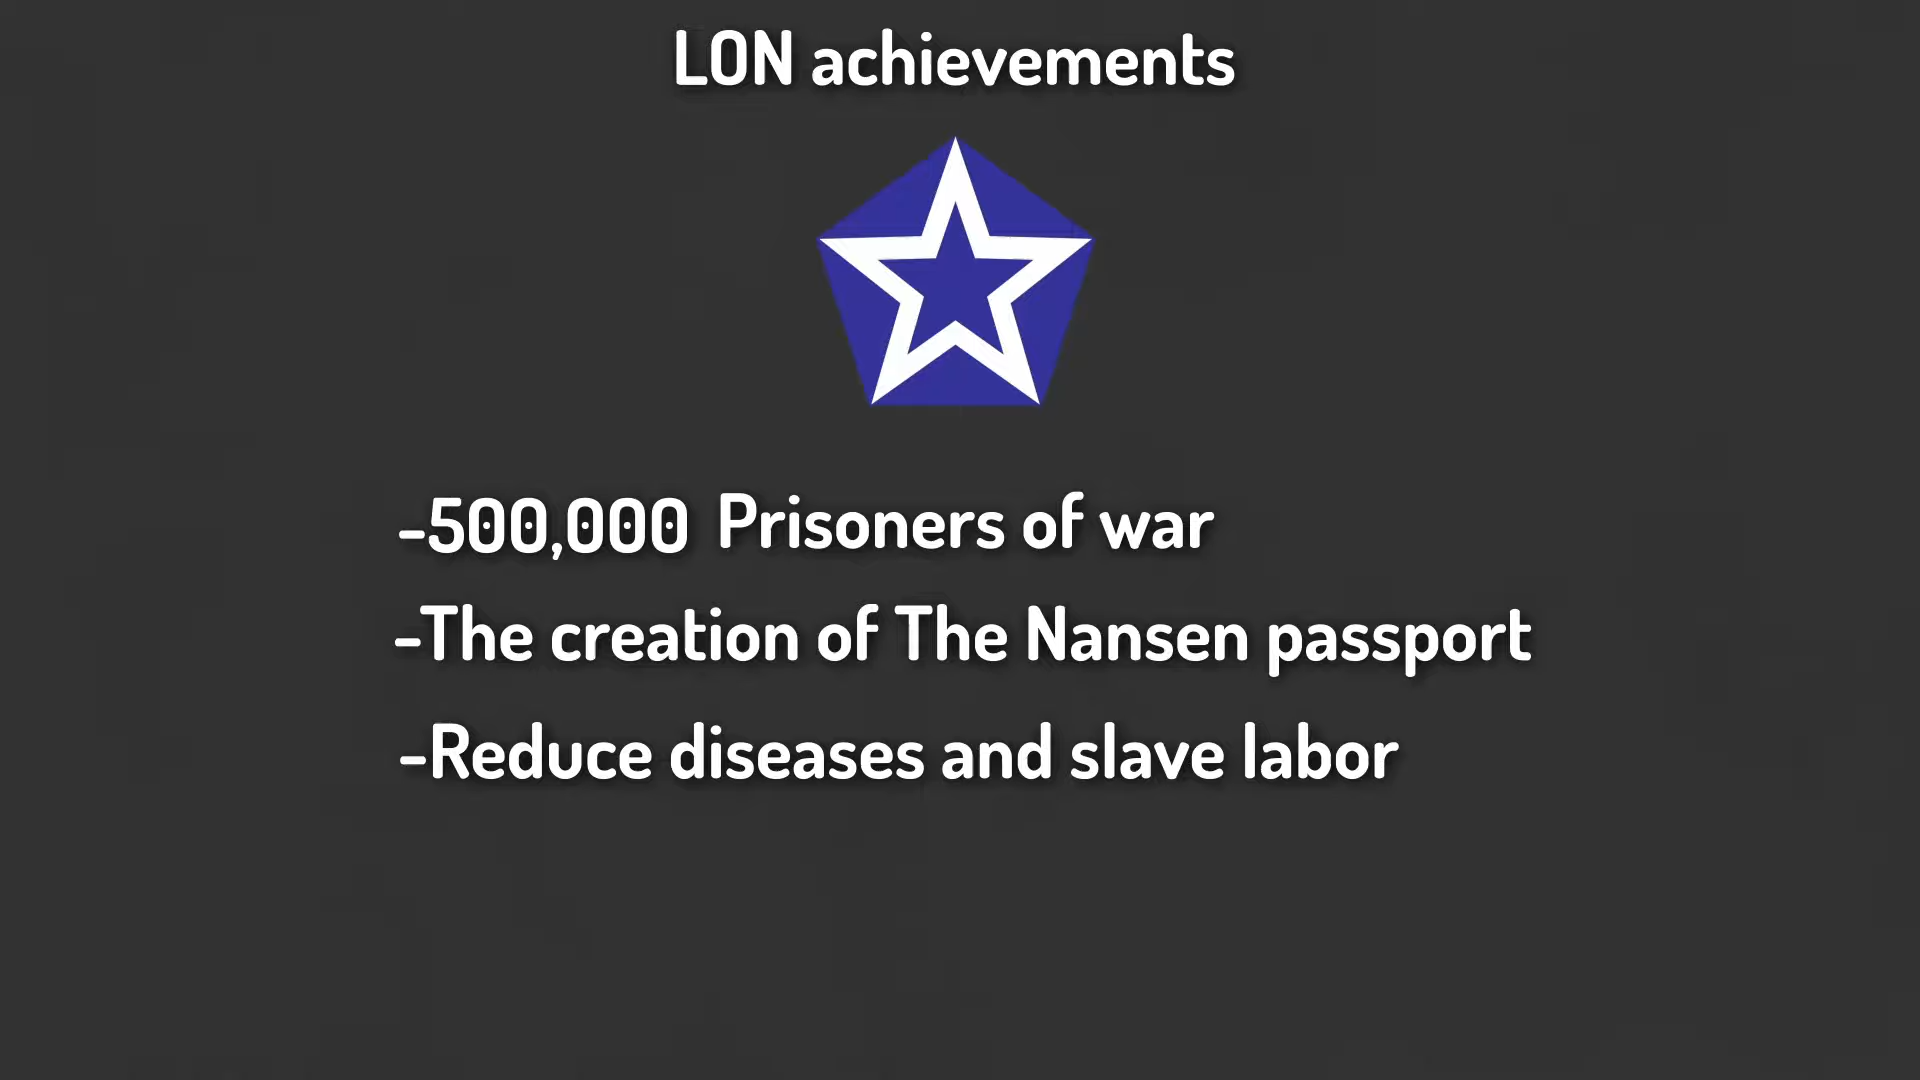 LON achievements
-500,000 Prisoners of war
-The creation of The Nansen passport
-Reduce diseases and slave labor